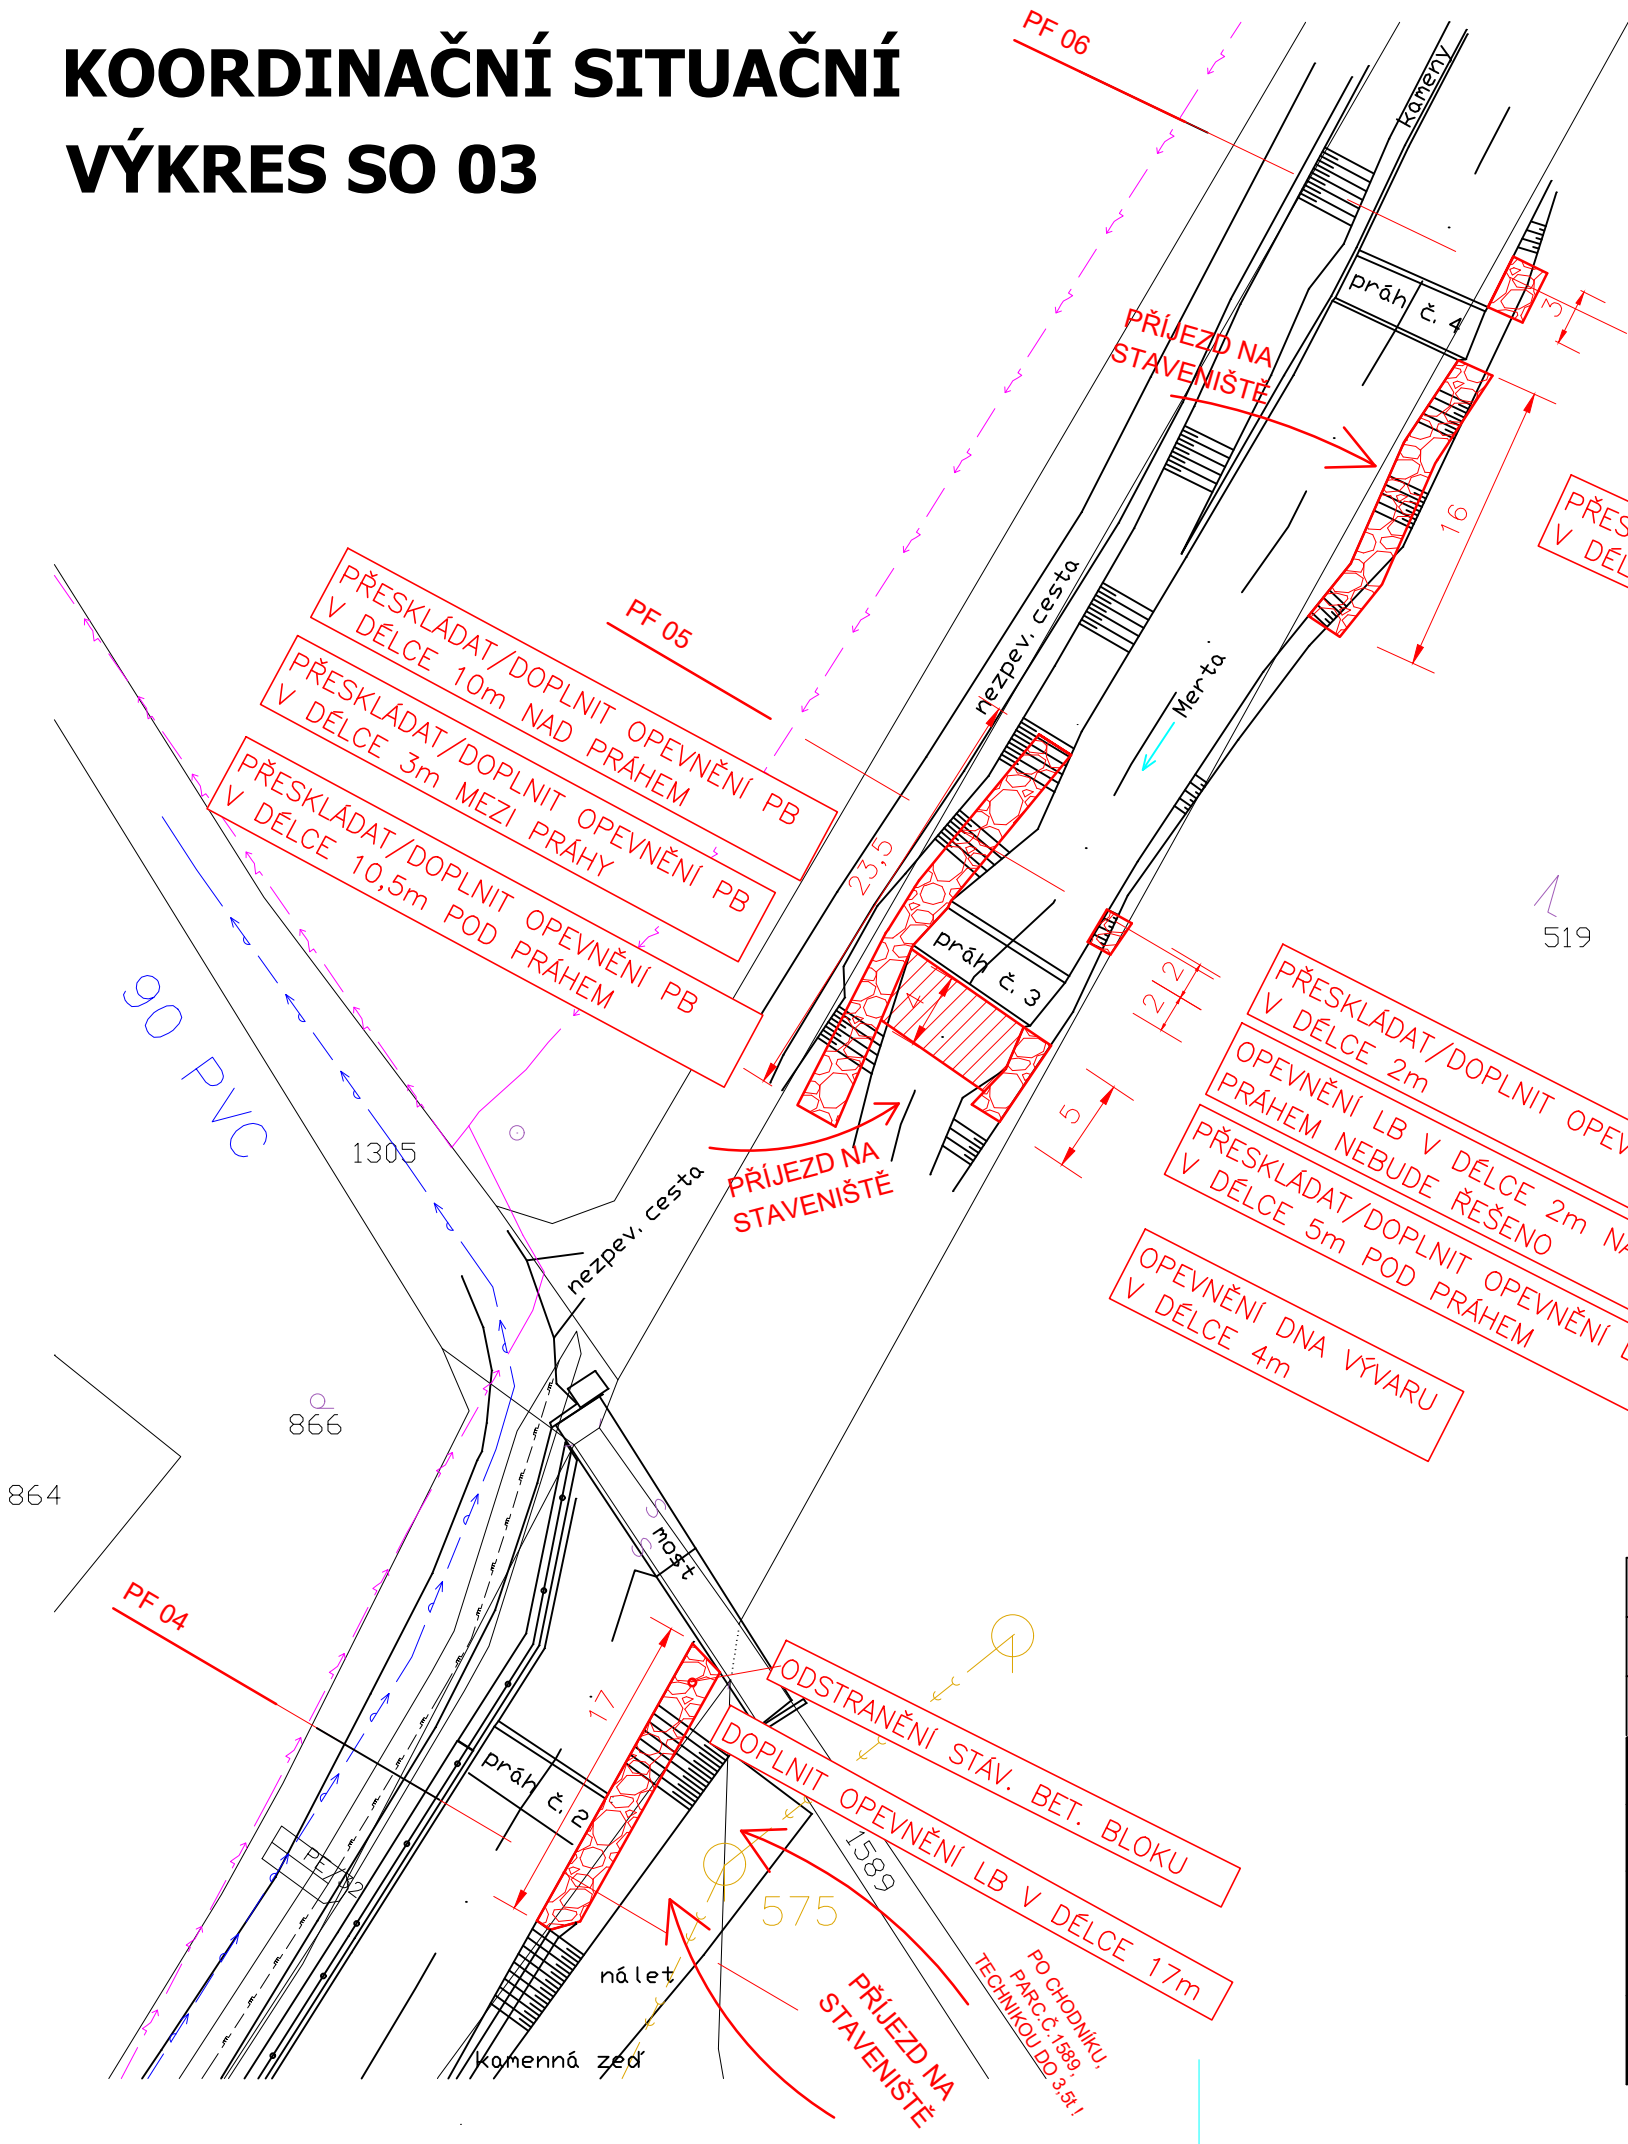 KOORDINAČNÍ SITUAČNÍ
VÝKRES SO 03
PF 06
kameny
práh č. 4
3
PŘÍJEZD NA
STAVENIŠTĚ
16
PŘES
V DÉL
PŘESKLÁDAT/DOPLNIT OPEVNĚNÍ PB
V DÉLCE 10m NAD PRÁHEM
PF 05
nezpev. cesta
Merta
PŘESKLÁDAT/DOPLNIT OPEVNĚNÍ PB
V DÉLCE 3m MEZI PRÁHY
PŘESKLÁDAT/DOPLNIT OPEVNĚNÍ PB
V DÉLCE 10,5m POD PRÁHEM
23,5
519
práh č. 3
4
2
2
5
90 PVC
PŘESKLÁDAT/DOPLNIT OPEV
V DÉLCE 2m
OPEVNĚNÍ LB V DÉLCE 2m NA
PRÁHEM NEBUDE ŘEŠENO
PŘESKLÁDAT/DOPLNIT OPEVNĚNÍ L
V DÉLCE 5m POD PRÁHEM
1305
PŘÍJEZD NA
STAVENIŠTĚ
nezpev. cesta
OPEVNĚNÍ DNA VÝVARU
V DÉLCE 4m
866
864
S
S
most
PF 04
17
ODSTRANĚNÍ STÁV. BET. BLOKU
DOPLNIT OPEVNĚNÍ LB V DÉLCE 17m
práh č. 2
PE/32
1589
575
nálet
PO CHODNÍKU,
PARC.Č.1589,
TECHNIKOU DO 3,5t !
PŘÍJEZD NA
STAVENIŠTĚ
kamenná zeď